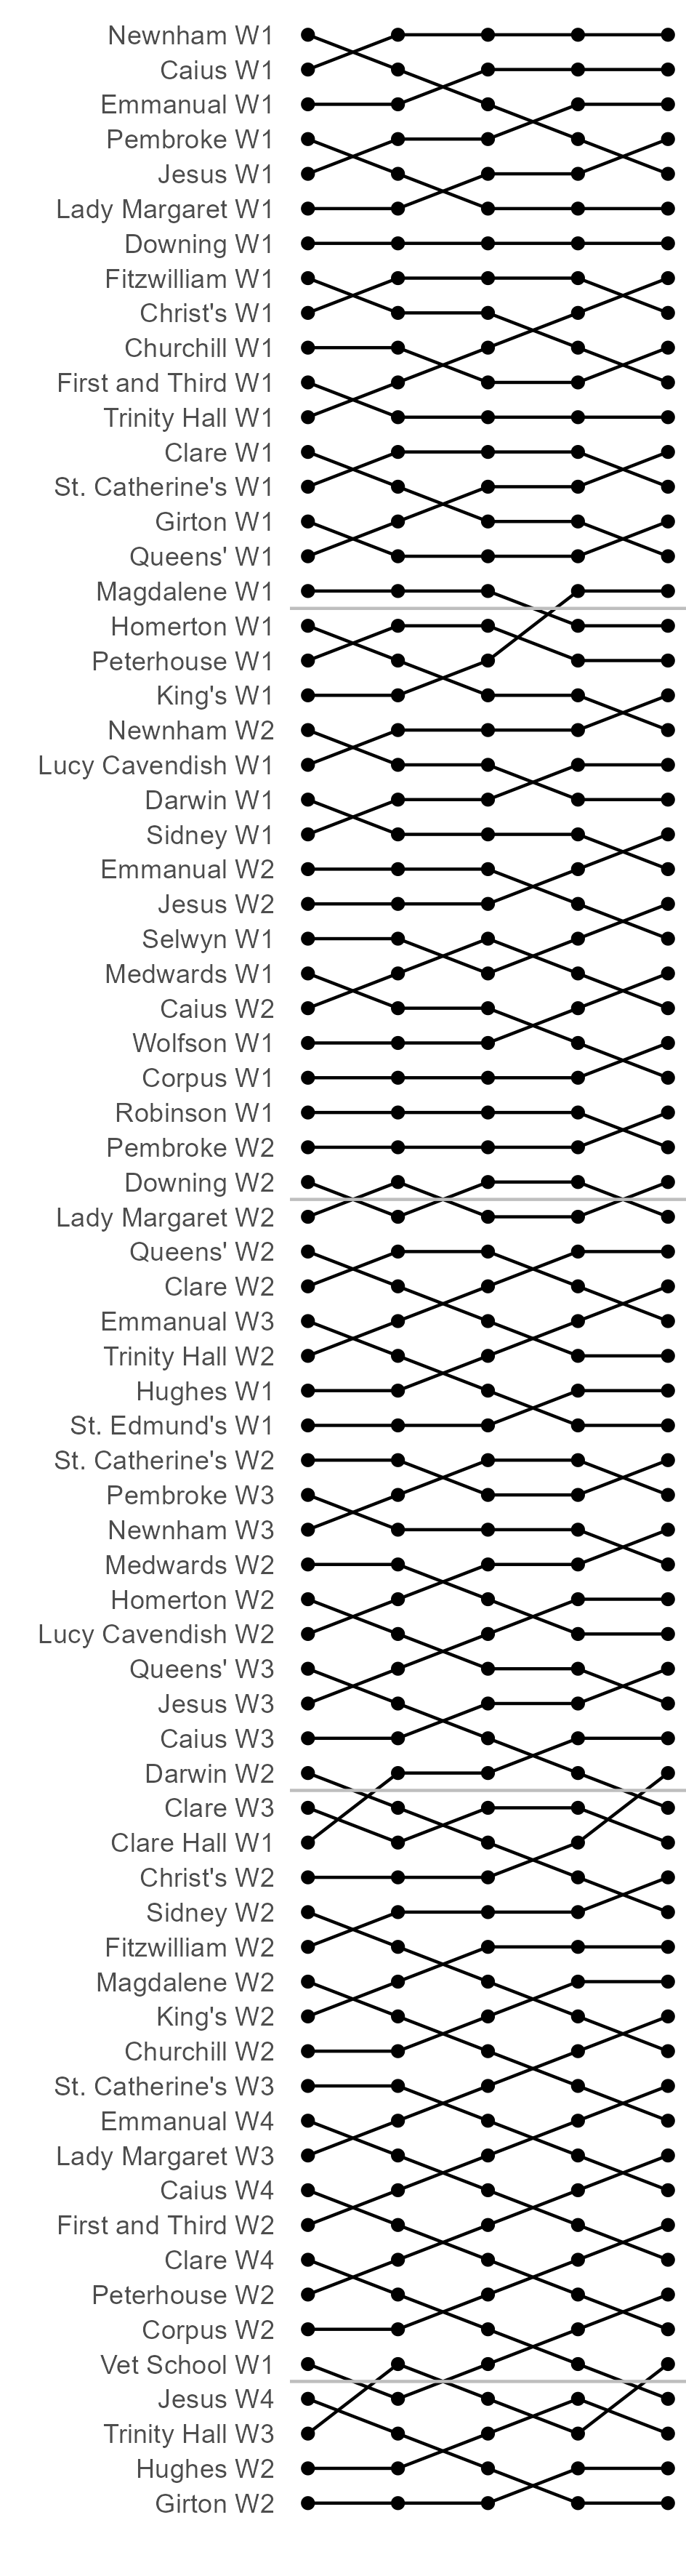 Newnham W1
Caius W1
Emmanual W1
Pembroke W1
Jesus W1
Lady Margaret W1
Downing W1
Fitzwilliam W1
Christ's W1
Churchill W1
First and Third W1
Trinity Hall W1
Clare W1
St. Catherine's W1
Girton W1
Queens' W1
Magdalene W1
Homerton W1
Peterhouse W1
King's W1
Newnham W2
Lucy Cavendish W1
Darwin W1
Sidney W1
Emmanual W2
Jesus W2
Selwyn W1
Medwards W1
Caius W2
Wolfson W1
Corpus W1
Robinson W1
Pembroke W2
Downing W2
Lady Margaret W2
Queens' W2
Clare W2
Emmanual W3
Trinity Hall W2
Hughes W1
St. Edmund's W1
St. Catherine's W2
Pembroke W3
Newnham W3
Medwards W2
Homerton W2
Lucy Cavendish W2
Queens' W3
Jesus W3
Caius W3
Darwin W2
Clare W3
Clare Hall W1
Christ's W2
Sidney W2
Fitzwilliam W2
Magdalene W2
King's W2
Churchill W2
St. Catherine's W3
Emmanual W4
Lady Margaret W3
Caius W4
First and Third W2
Clare W4
Peterhouse W2
Corpus W2
Vet School W1
Jesus W4
Trinity Hall W3
Hughes W2
Girton W2